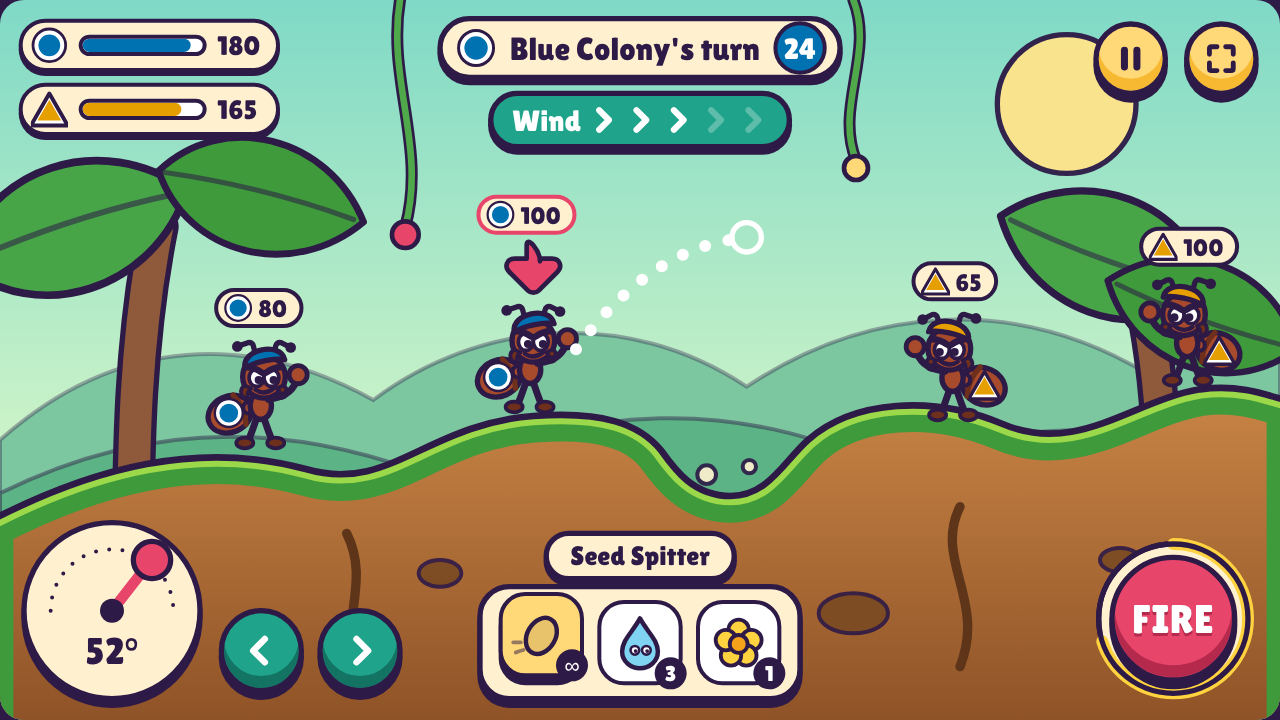 180
Blue Colony's turn 24
165
Wind
100
100
65
80
Seed Spitter
52°
∞
3
1
FIRE